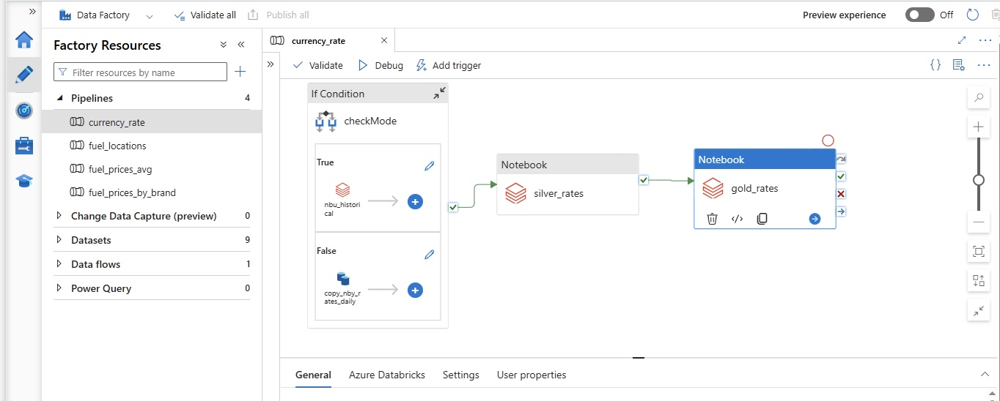 Data Factory
Validate all
Publish all
Preview experience
Off
Factory Resources
Filter resources by name
Pipelines 4
currency_rate
fuel_locations
fuel_prices_avg
fuel_prices_by_brand
Change Data Capture (preview) 0
Datasets 9
Data flows 1
Power Query 0
currency_rate
Validate
Debug
Add trigger
If Condition
checkMode
True
nbu_histori
cal
False
copy_nby_r
ates_daily
Notebook
silver_rates
Notebook
gold_rates
General
Azure Databricks
Settings
User properties